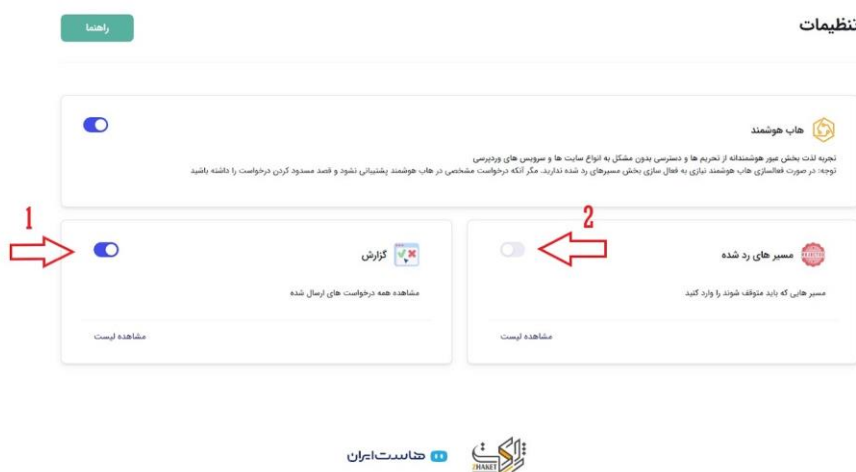 تنظیمات
راهنما
هاب هوشمند
تجربه لذت بخش عبور هوشمندانه از تحریم ها و دسترسی بدون مشکل به انواع سایت ها و سرویس های وردپرسی
توجه: در صورت فعالسازی هاب هوشمند نیازی به فعال سازی بخش مسیرهای رد شده ندارید. مگر آنکه درخواست مشخصی در هاب هوشمند پشتیبانی نشود و قصد مسدود کردن درخواست را داشته باشید
2
مسیر های رد شده
مسیر هایی که باید متوقف شوند را وارد کنید
مشاهده لیست
1
گزارش
مشاهده همه درخواست های ارسال شده
مشاهده لیست
ژاکت
ZHAKET
هاست‌ایران